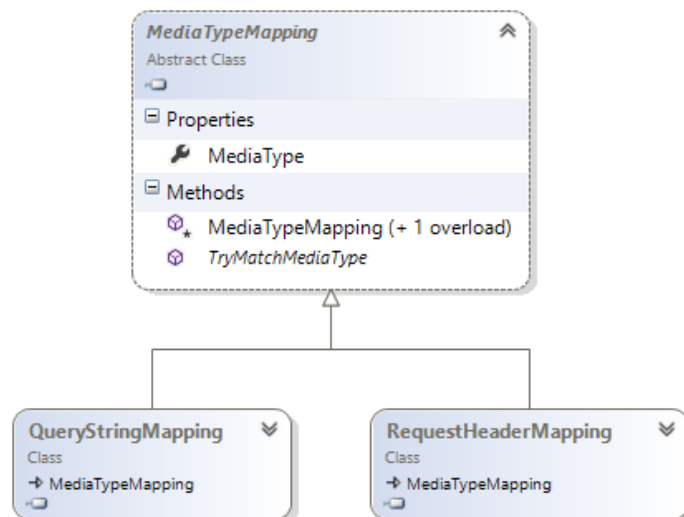 MediaTypeMapping
Abstract Class
Properties
MediaType
Methods
MediaTypeMapping (+ 1 overload)
TryMatchMediaType
QueryStringMapping
Class
MediaTypeMapping
RequestHeaderMapping
Class
MediaTypeMapping